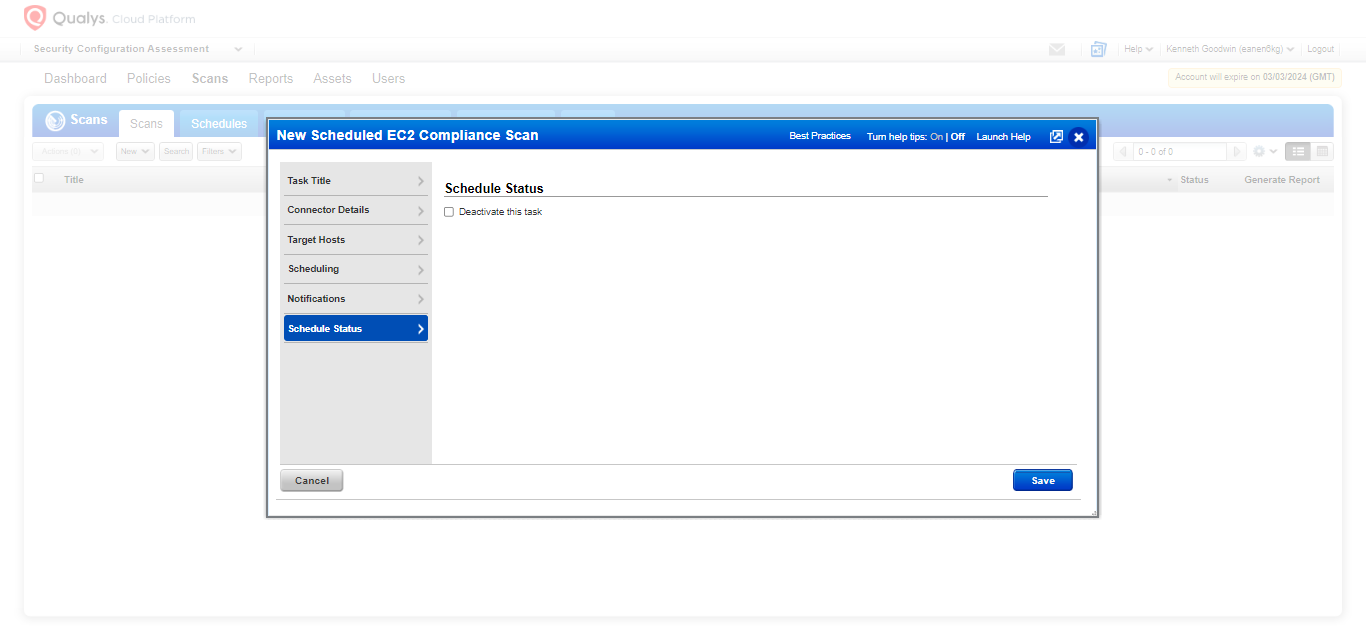 Qualys. Cloud Platform
Security Configuration Assessment
Help
Kenneth Goodwin (eanen6kg)
Logout
Dashboard Policies Scans Reports Assets Users
Account will expire on 03/03/2024 (GMT)
Scans
Scans
Schedules
Actions (0)
New
Search
Filters
0 - 0 of 0
Title
Status
Generate Report
New Scheduled EC2 Compliance Scan
Best Practices
Turn help tips: On | Off
Launch Help
Task Title
Connector Details
Target Hosts
Scheduling
Notifications
Schedule Status
Schedule Status
Deactivate this task
Cancel
Save